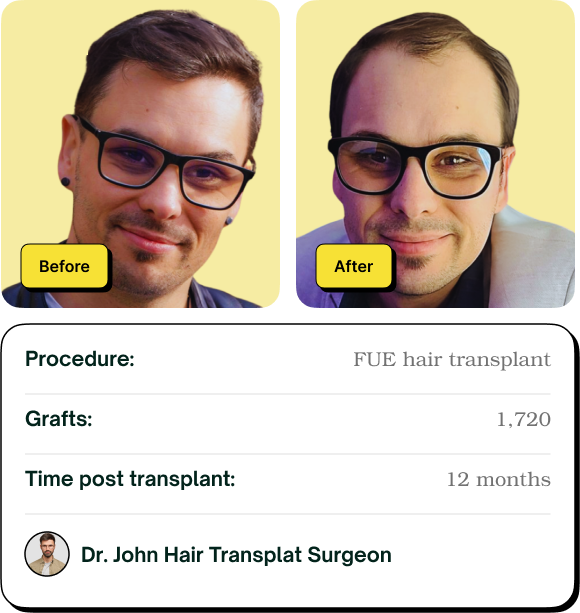 Before
After
Procedure: FUE hair transplant
Grafts: 1,720
Time post transplant: 12 months
Dr. John Hair Transplat Surgeon